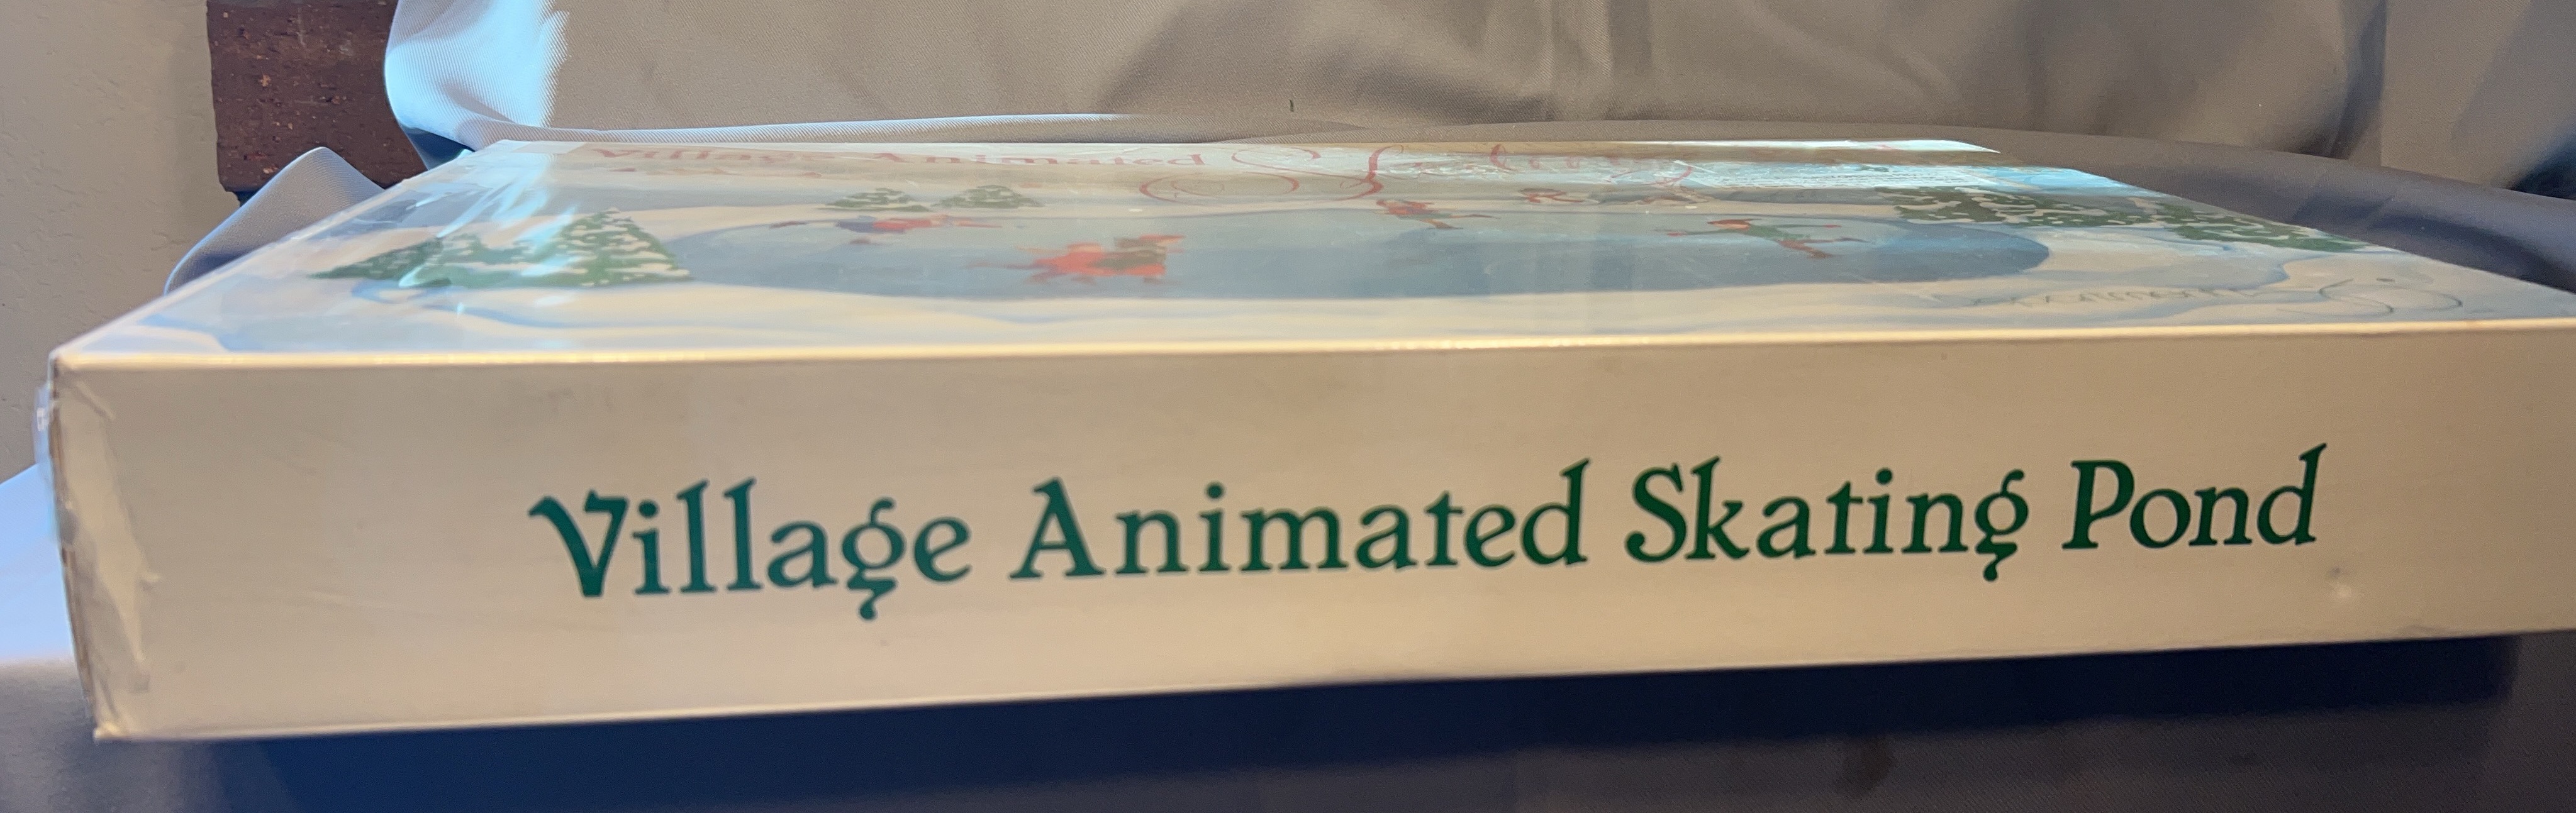 Village Animated
Village Animated Skating Pond